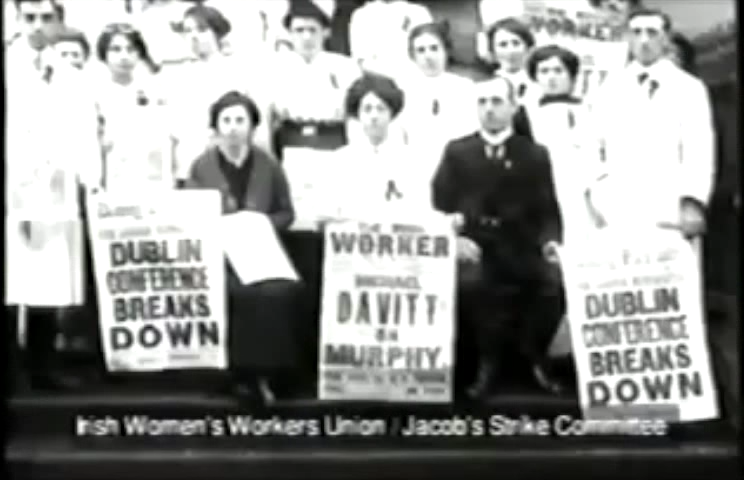 WORKER
DUBLIN
CONFERENCE
BREAKS
DOWN
WORKER
MICHAEL
DAVITT
ON
MURPHY.
DUBLIN
CONFERENCE
BREAKS
DOWN
Irish Women's Workers Union / Jacob's Strike Committee